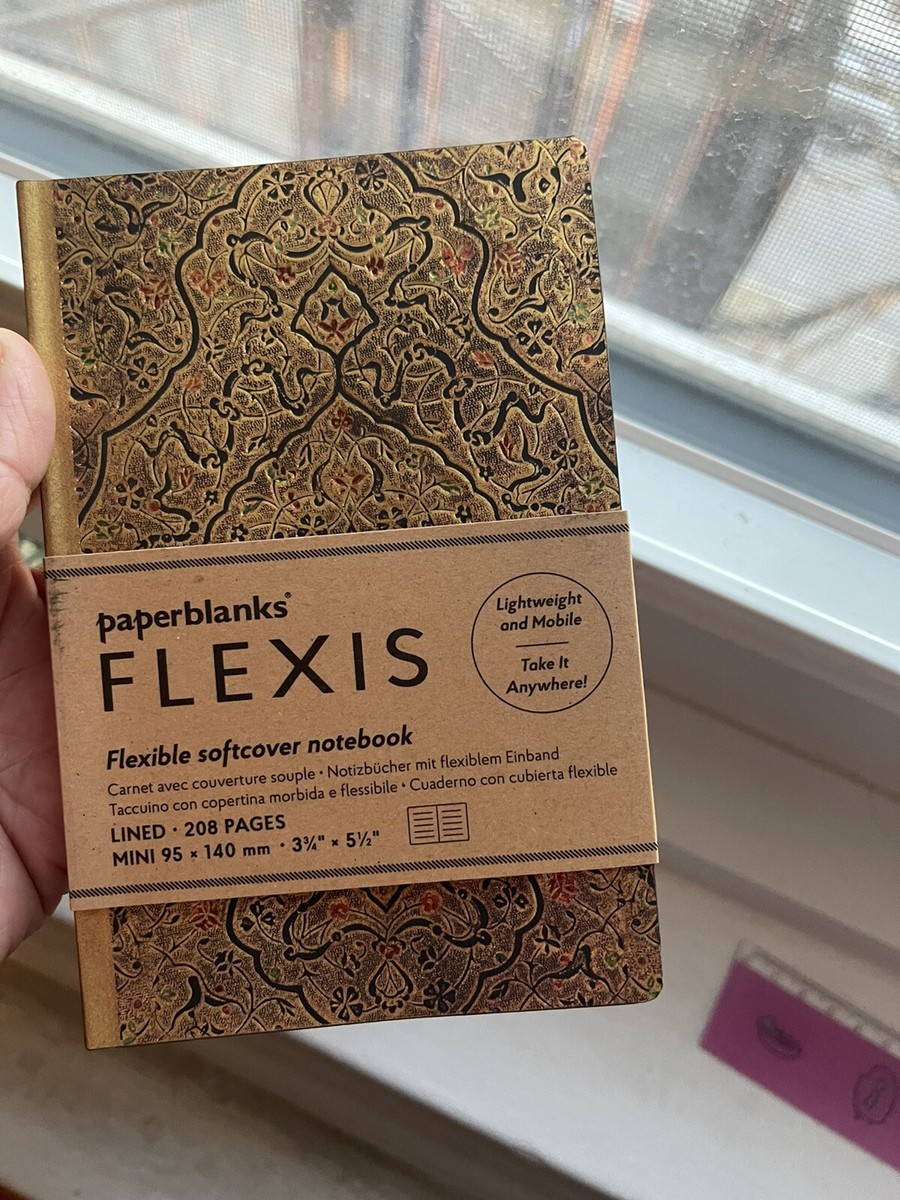 paperblanks®
FLEXIS
Lightweight
and Mobile
Take It
Anywhere!
Flexible softcover notebook
Carnet avec couverture souple · Notizbücher mit flexiblem Einband
Taccuino con copertina morbida e flessibile · Cuaderno con cubierta flexible
LINED · 208 PAGES
MINI 95 × 140 mm · 3¾" × 5½"